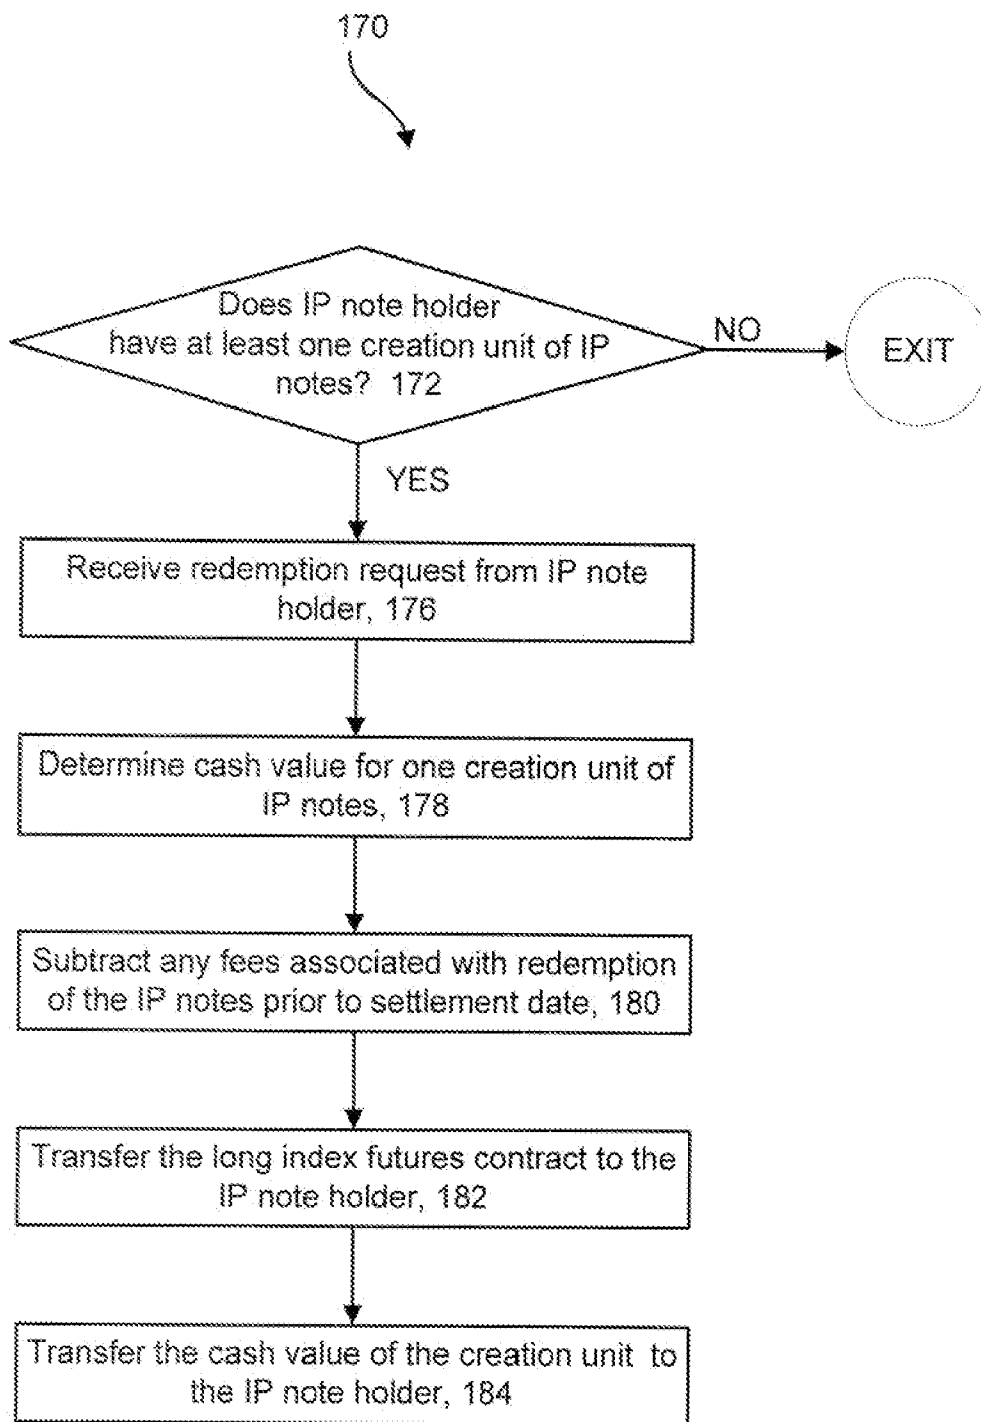 170
Does IP note holder
have at least one creation unit of IP
notes? 172
NO
EXIT
YES
Receive redemption request from IP note
holder, 176
Determine cash value for one creation unit of
IP notes, 178
Subtract any fees associated with redemption
of the IP notes prior to settlement date, 180
Transfer the long index futures contract to the
IP note holder, 182
Transfer the cash value of the creation unit to
the IP note holder, 184